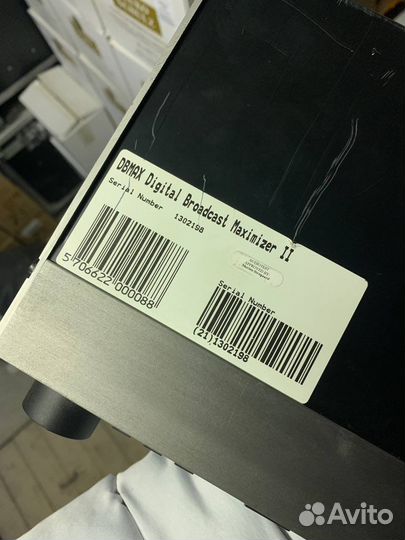 DBMAX Digital Broadcast Maximizer II
Serial Number 1302198
5 706622 000088
Serial Number
(21)1302198
Avito